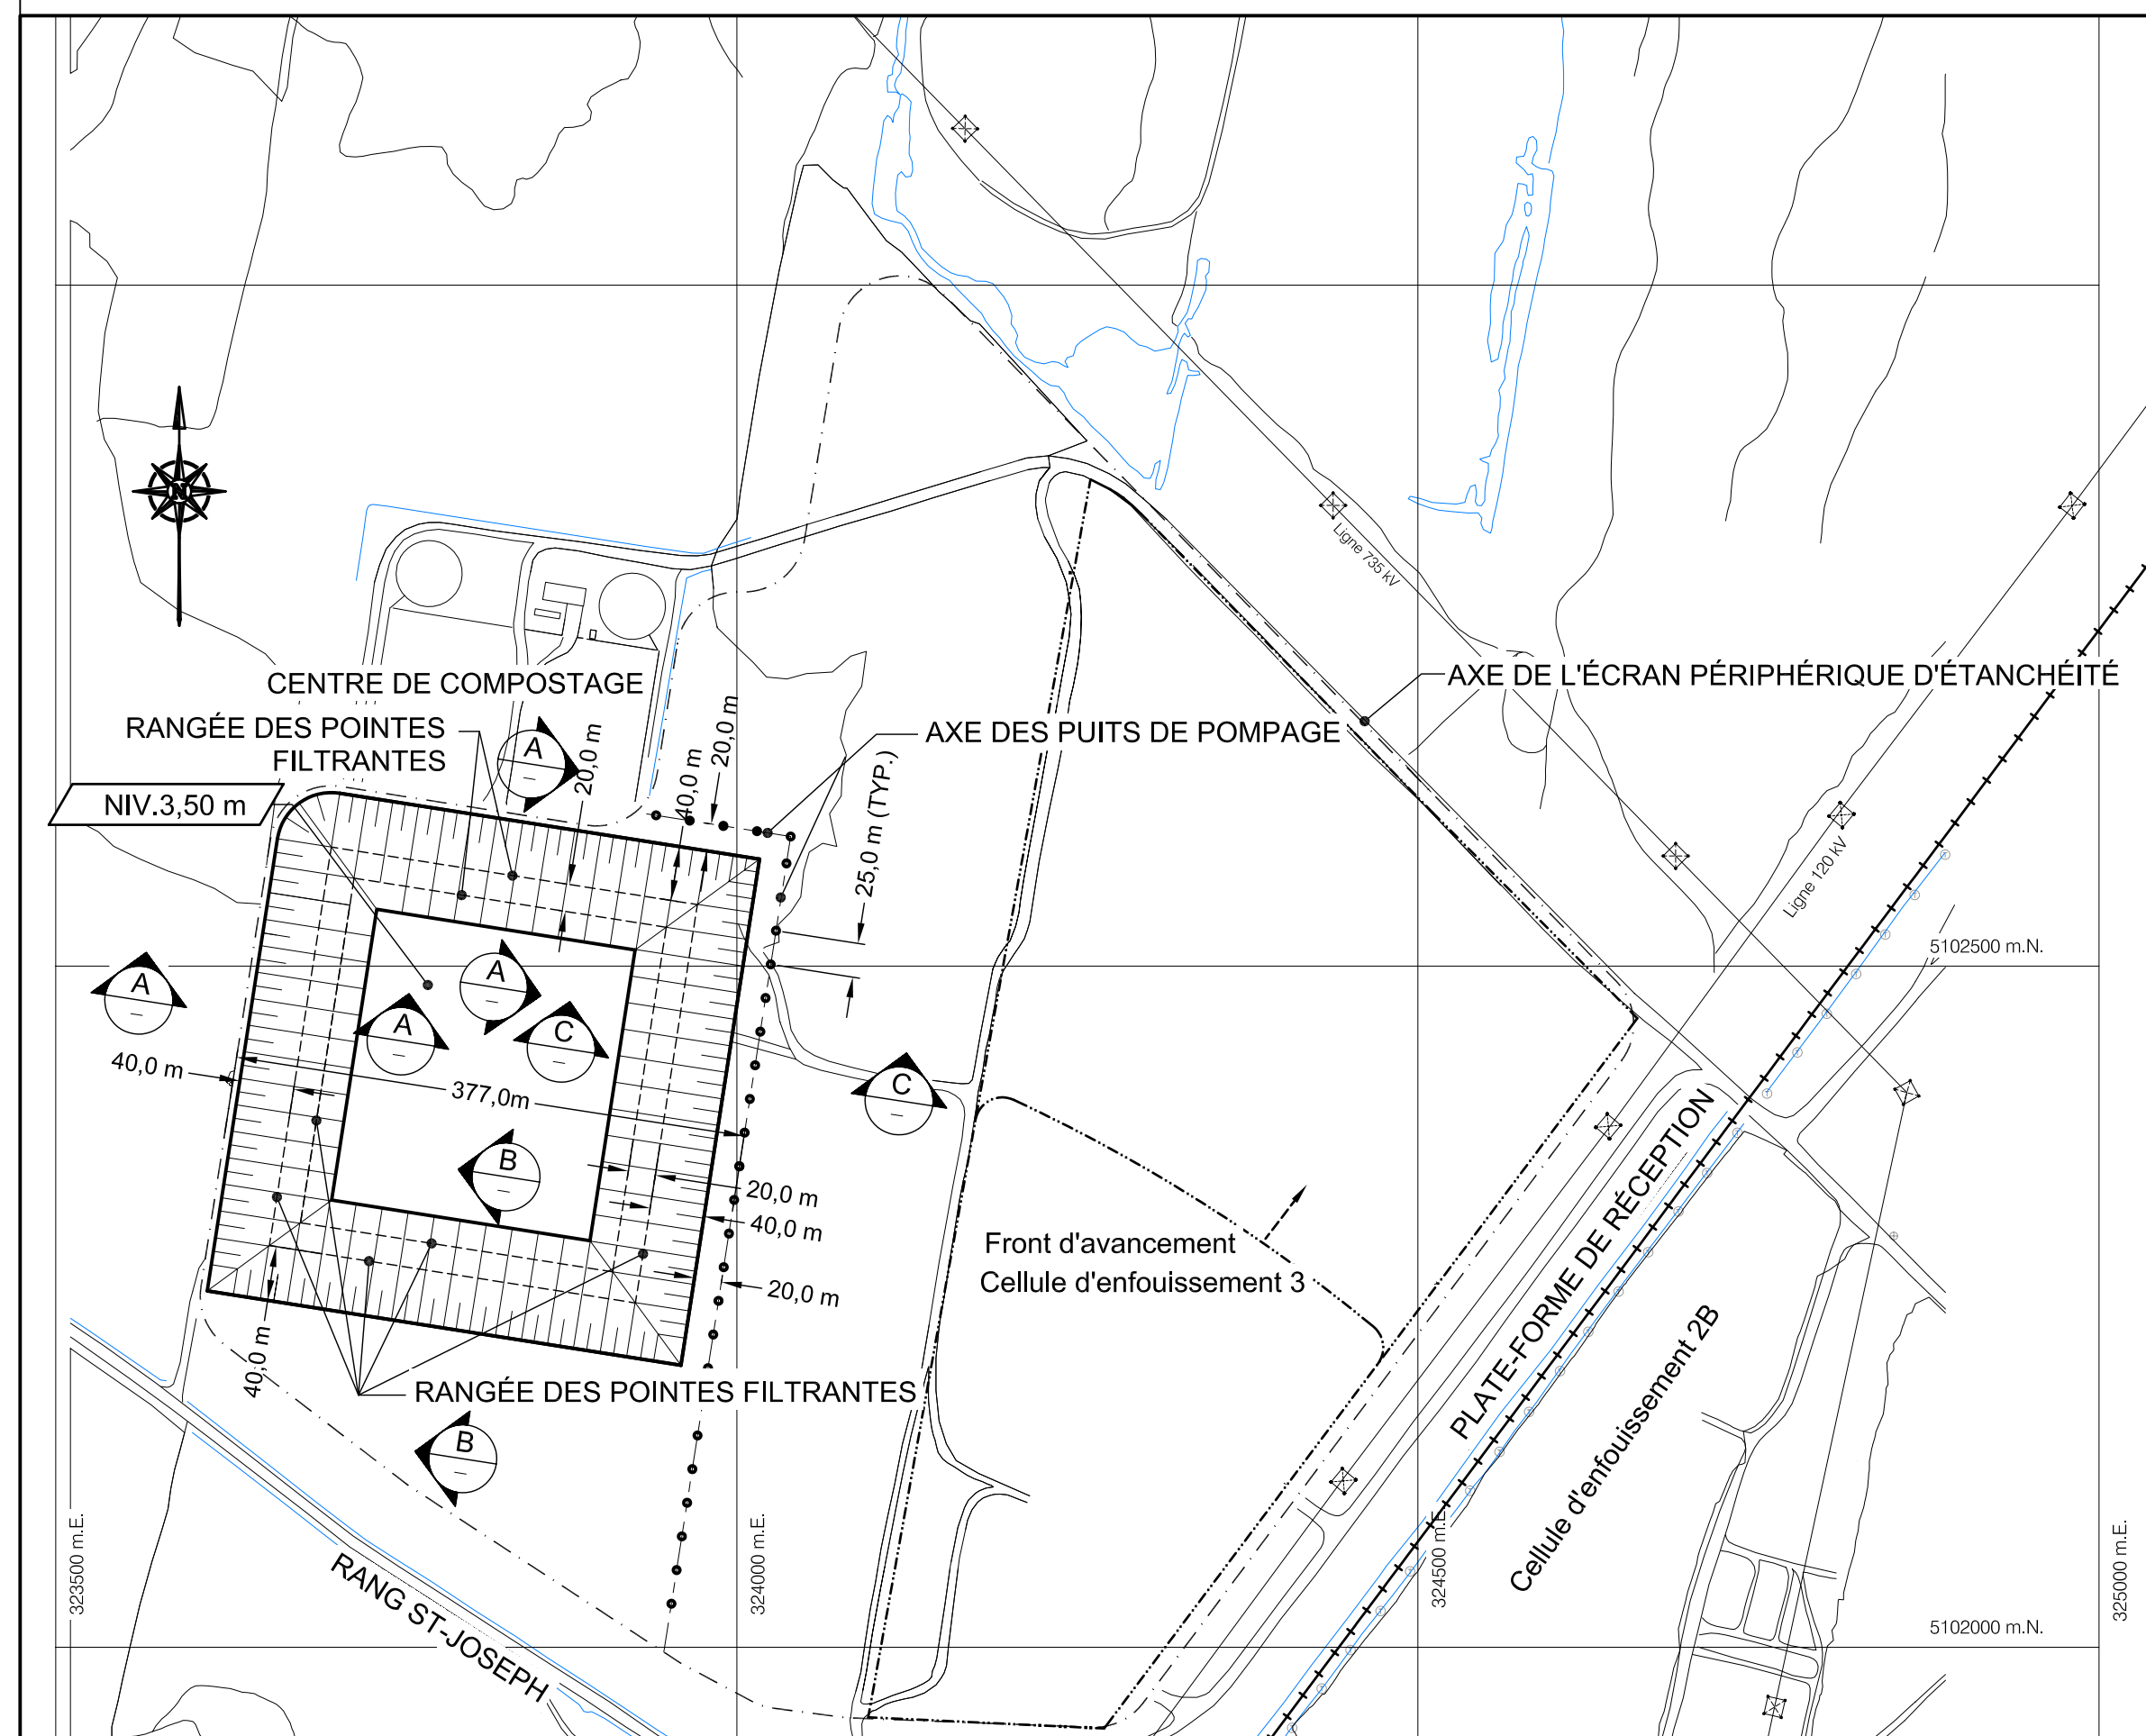 N
Ligne 735 kV
CENTRE DE COMPOSTAGE
AXE DE L'ÉCRAN PÉRIPHÉRIQUE D'ÉTANCHÉITÉ
RANGÉE DES POINTES
FILTRANTES
A
–
20,0 m
40,0 m
20,0 m
AXE DES PUITS DE POMPAGE
25,0 m (TYP.)
NIV.3,50 m
Ligne 120 kV
5102500 m.N.
A
–
A
–
A
–
C
–
40,0 m
377,0m
C
–
B
–
20,0 m
40,0 m
20,0 m
Front d'avancement
Cellule d'enfouissement 3
PLATE-FORME DE RÉCEPTION
Cellule d'enfouissement 2B
40,0 m
RANGÉE DES POINTES FILTRANTES
B
–
RANG ST-JOSEPH
323500 m.E.
324000 m.E.
324500 m.E.
325000 m.E.
5102000 m.N.